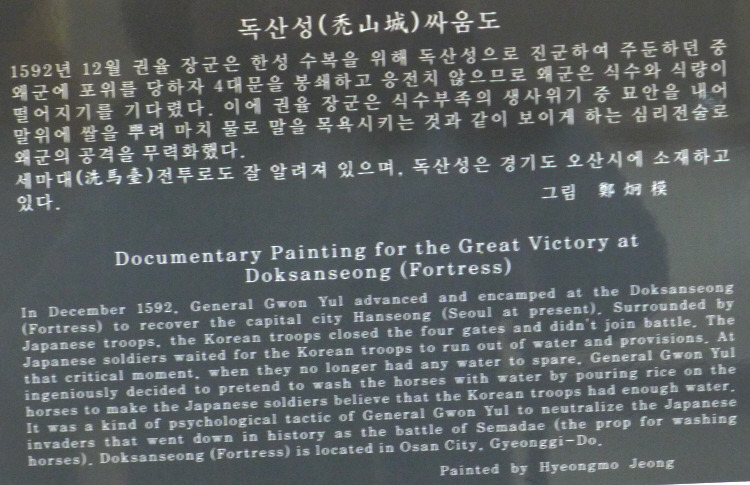 독산성(禿山城)싸움도
1592년 12월 권율 장군은 한성 수복을 위해 독산성으로 진군하여 주둔하던 중
왜군에 포위를 당하자 4대문을 봉쇄하고 응전치 않으므로 왜군은 식수와 식량이
떨어지기를 기다렸다. 이에 권율 장군은 식수부족의 생사위기 중 묘안을 내어
말위에 쌀을 뿌려 마치 물로 말을 목욕시키는 것과 같이 보이게 하는 심리전술로
왜군의 공격을 무력화했다.
세마대(洗馬臺)전투로도 잘 알려져 있으며, 독산성은 경기도 오산시에 소재하고
있다.
그림 鄭炯模
Documentary Painting for the Great Victory at
Doksanseong (Fortress)
In December 1592, General Gwon Yul advanced and encamped at the Doksanseong
(Fortress) to recover the capital city Hanseong (Seoul at present). Surrounded by
Japanese troops, the Korean troops closed the four gates and didn't join battle. The
Japanese soldiers waited for the Korean troops to run out of water and provisions. At
that critical moment, when they no longer had any water to spare, General Gwon Yul
ingeniously decided to pretend to wash the horses with water by pouring rice on the
horses to make the Japanese soldiers believe that the Korean troops had enough water.
It was a kind of psychological tactic of General Gwon Yul to neutralize the Japanese
invaders that went down in history as the battle of Semadae (the prop for washing
horses). Doksanseong (Fortress) is located in Osan City, Gyeonggi-Do.
Painted by Hyeongmo Jeong